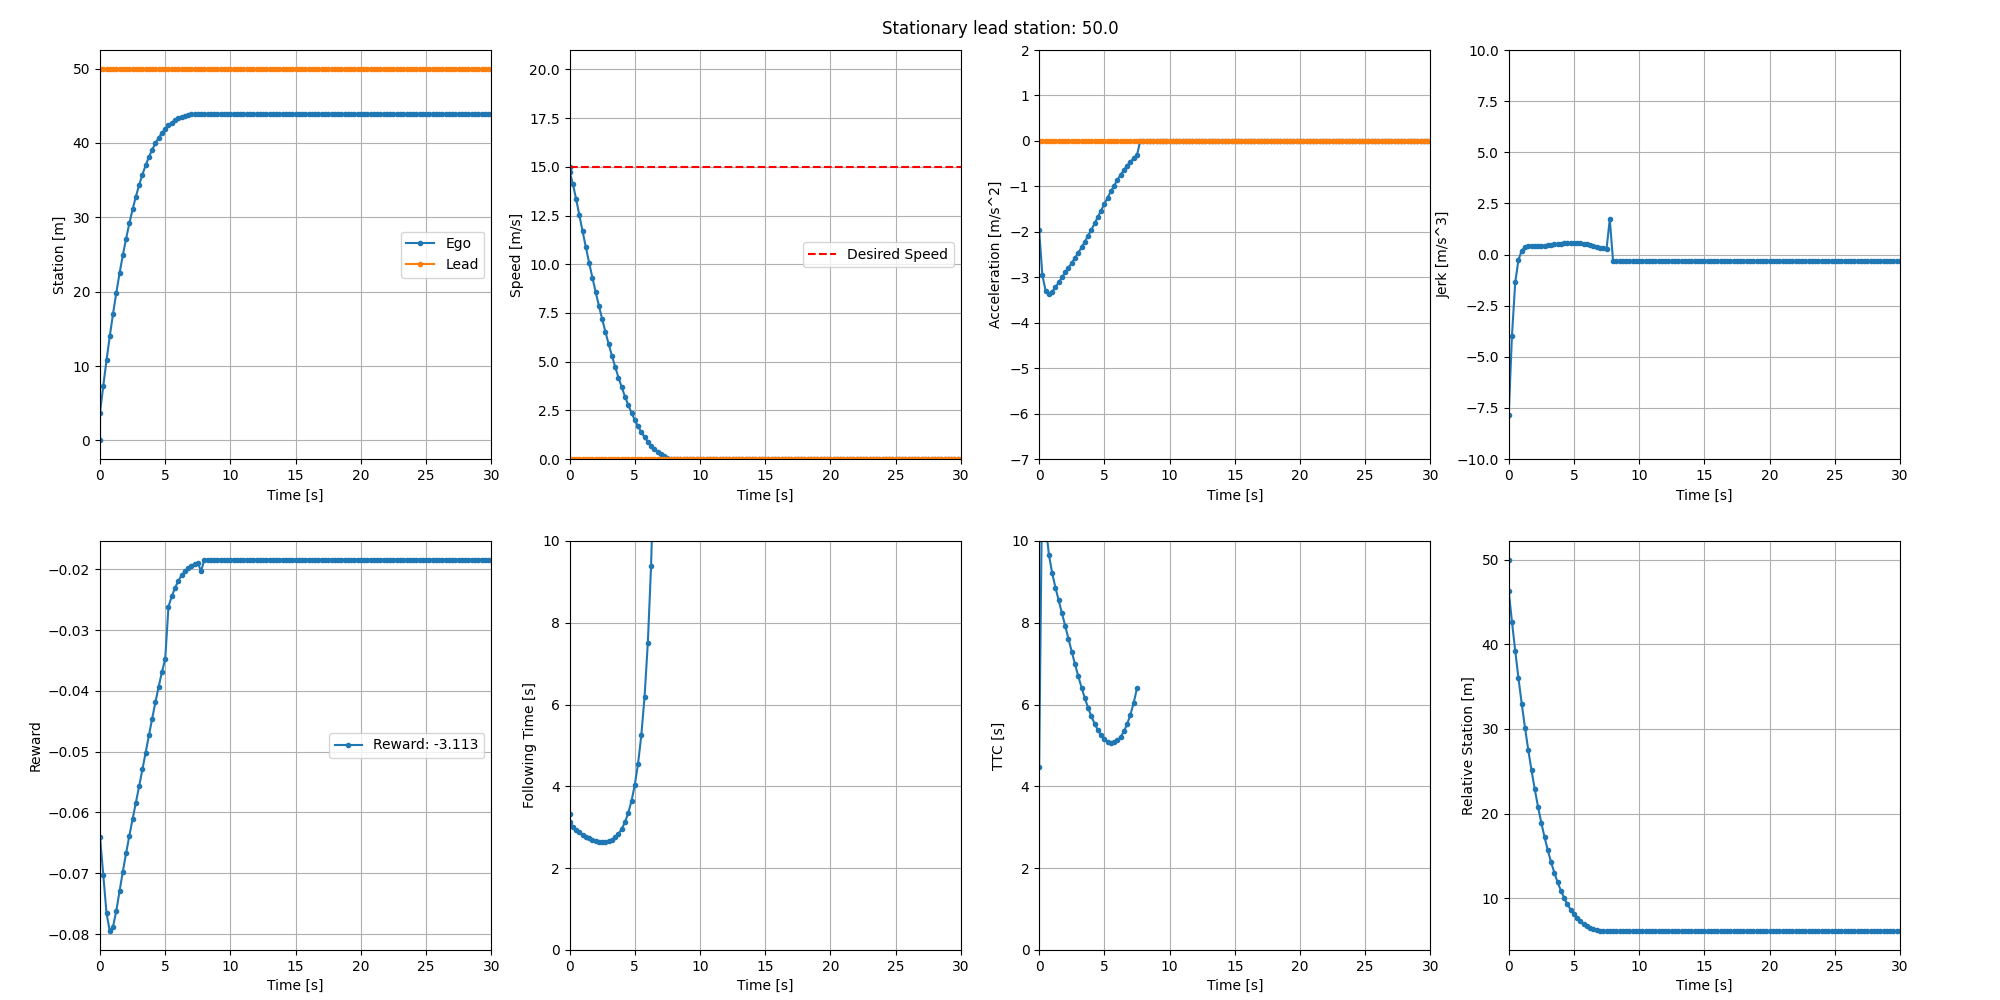 Stationary lead station: 50.0
Station [m]
50
40
30
20
10
0
Ego
Lead
0 5 10 15 20 25 30
Time [s]
Speed [m/s]
20.0
17.5
15.0
12.5
10.0
7.5
5.0
2.5
0.0
Desired Speed
0 5 10 15 20 25 30
Time [s]
Acceleration [m/s^2]
2
1
0
−1
−2
−3
−4
−5
−6
−7
0 5 10 15 20 25 30
Time [s]
Jerk [m/s^3]
10.0
7.5
5.0
2.5
0.0
−2.5
−5.0
−7.5
−10.0
0 5 10 15 20 25 30
Time [s]
Reward
−0.02
−0.03
−0.04
−0.05
−0.06
−0.07
−0.08
Reward: -3.113
0 5 10 15 20 25 30
Time [s]
Following Time [s]
10
8
6
4
2
0
0 5 10 15 20 25 30
Time [s]
TTC [s]
10
8
6
4
2
0
0 5 10 15 20 25 30
Time [s]
Relative Station [m]
50
40
30
20
10
0 5 10 15 20 25 30
Time [s]